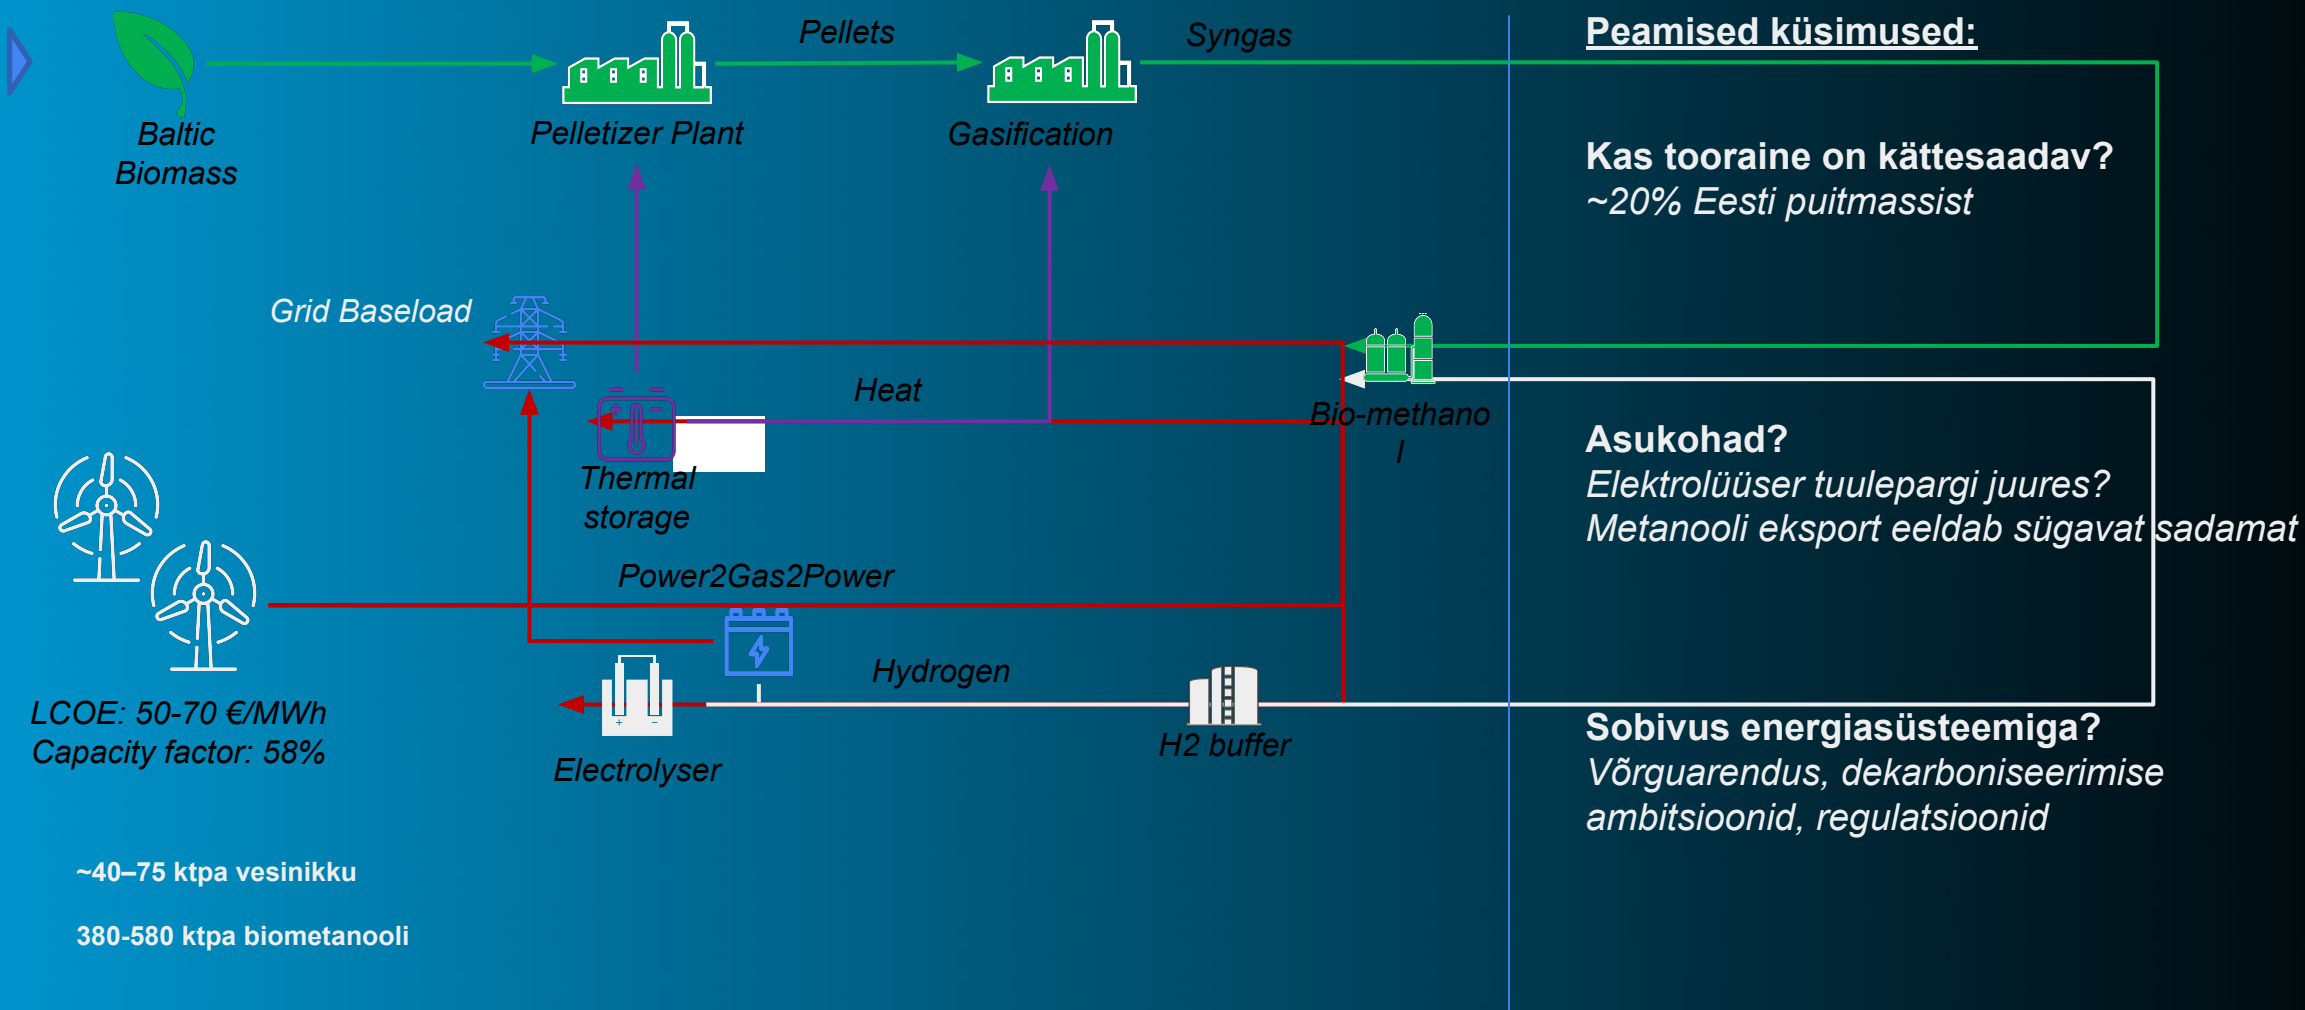 Pellets
Syngas
Baltic
Biomass
Pelletizer Plant
Gasification
Grid Baseload
Heat
Bio-methano
l
Thermal
storage
Power2Gas2Power
Hydrogen
LCOE: 50-70 €/MWh
Capacity factor: 58%
Electrolyser
H2 buffer
~40–75 ktpa vesinikku
380-580 ktpa biometanooli
Peamised küsimused:
Kas tooraine on kättesaadav?
~20% Eesti puitmassist
Asukohad?
Elektrolüüser tuulepargi juures?
Metanooli eksport eeldab sügavat sadamat
Sobivus energiasüsteemiga?
Võrguarendus, dekarboniseerimise
ambitsioonid, regulatsioonid